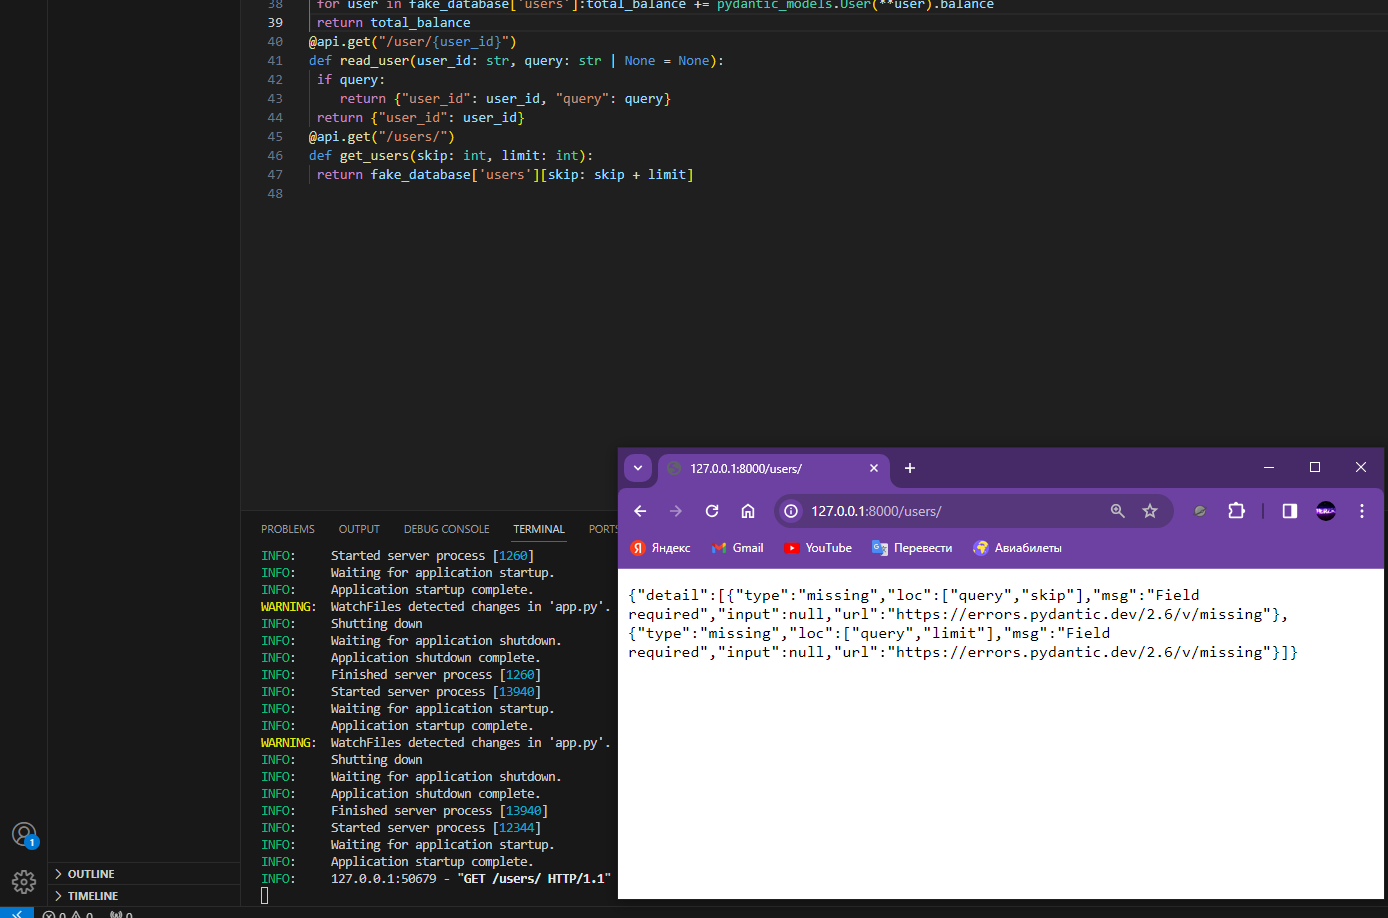 38 for user in fake_database['users']:total_balance += pydantic_models.User(**user).balance
39 return total_balance
40 @api.get("/user/{user_id}")
41 def read_user(user_id: str, query: str | None = None):
42 if query:
43 return {"user_id": user_id, "query": query}
44 return {"user_id": user_id}
45 @api.get("/users/")
46 def get_users(skip: int, limit: int):
47 return fake_database['users'][skip: skip + limit]
48
PROBLEMS OUTPUT DEBUG CONSOLE TERMINAL PORTS
INFO: Started server process [1260]
INFO: Waiting for application startup.
INFO: Application startup complete.
WARNING: WatchFiles detected changes in 'app.py'.
INFO: Shutting down
INFO: Waiting for application shutdown.
INFO: Application shutdown complete.
INFO: Finished server process [1260]
INFO: Started server process [13940]
INFO: Waiting for application startup.
INFO: Application startup complete.
WARNING: WatchFiles detected changes in 'app.py'.
INFO: Shutting down
INFO: Waiting for application shutdown.
INFO: Application shutdown complete.
INFO: Finished server process [13940]
INFO: Started server process [12344]
INFO: Waiting for application startup.
INFO: Application startup complete.
INFO: 127.0.0.1:50679 - "GET /users/ HTTP/1.1"
127.0.0.1:8000/users/
127.0.0.1:8000/users/
Яндекс Gmail YouTube Перевести Авиабилеты
{"detail":[{"type":"missing","loc":["query","skip"],"msg":"Field
required","input":null,"url":"https://errors.pydantic.dev/2.6/v/missing"},
{"type":"missing","loc":["query","limit"],"msg":"Field
required","input":null,"url":"https://errors.pydantic.dev/2.6/v/missing"}]}
1
OUTLINE
TIMELINE
0 0 0